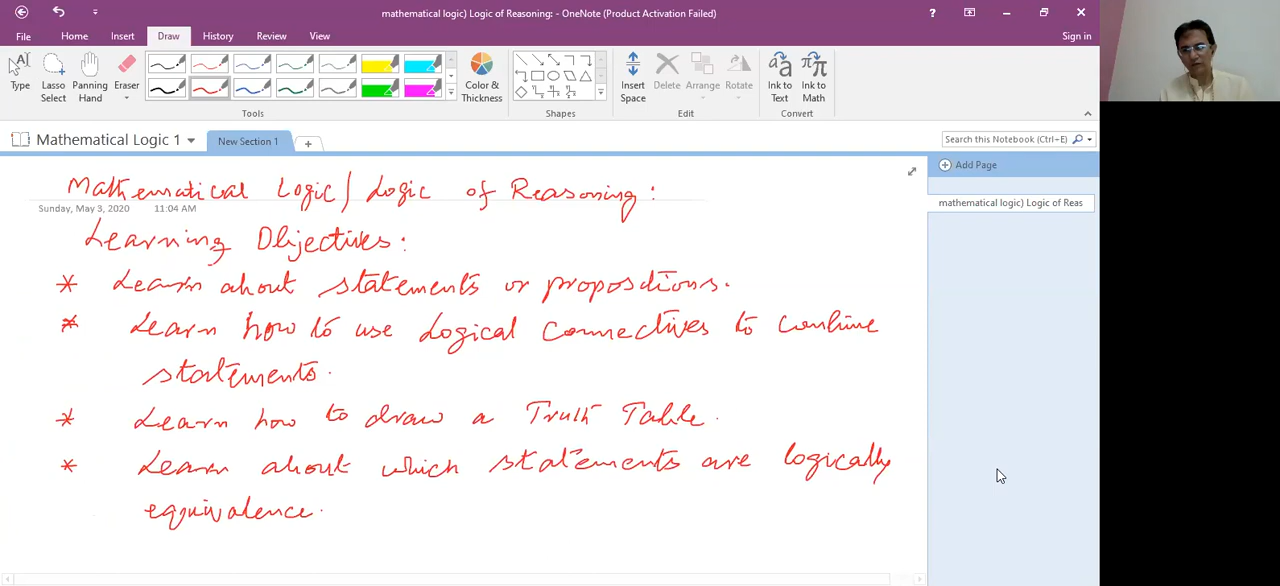 mathematical logic) Logic of Reasoning: - OneNote (Product Activation Failed)
File Home Insert Draw History Review View Sign in
Type Lasso Select Panning Hand Eraser Color & Thickness Insert Space Delete Arrange Rotate Ink to Text Ink to Math
Tools Shapes Edit Convert
Mathematical Logic 1 New Section 1 Search this Notebook (Ctrl+E)
Add Page
mathematical logic) Logic of Reas
Mathematical Logic/Logic of Reasoning:
Sunday, May 3, 2020 11:04 AM
Learning Objectives:
* Learn about statements or propositions.
* Learn how to use Logical Connectives to combine
statements.
* Learn how to draw a Truth Table.
* Learn about which statements are logically
equivalence.